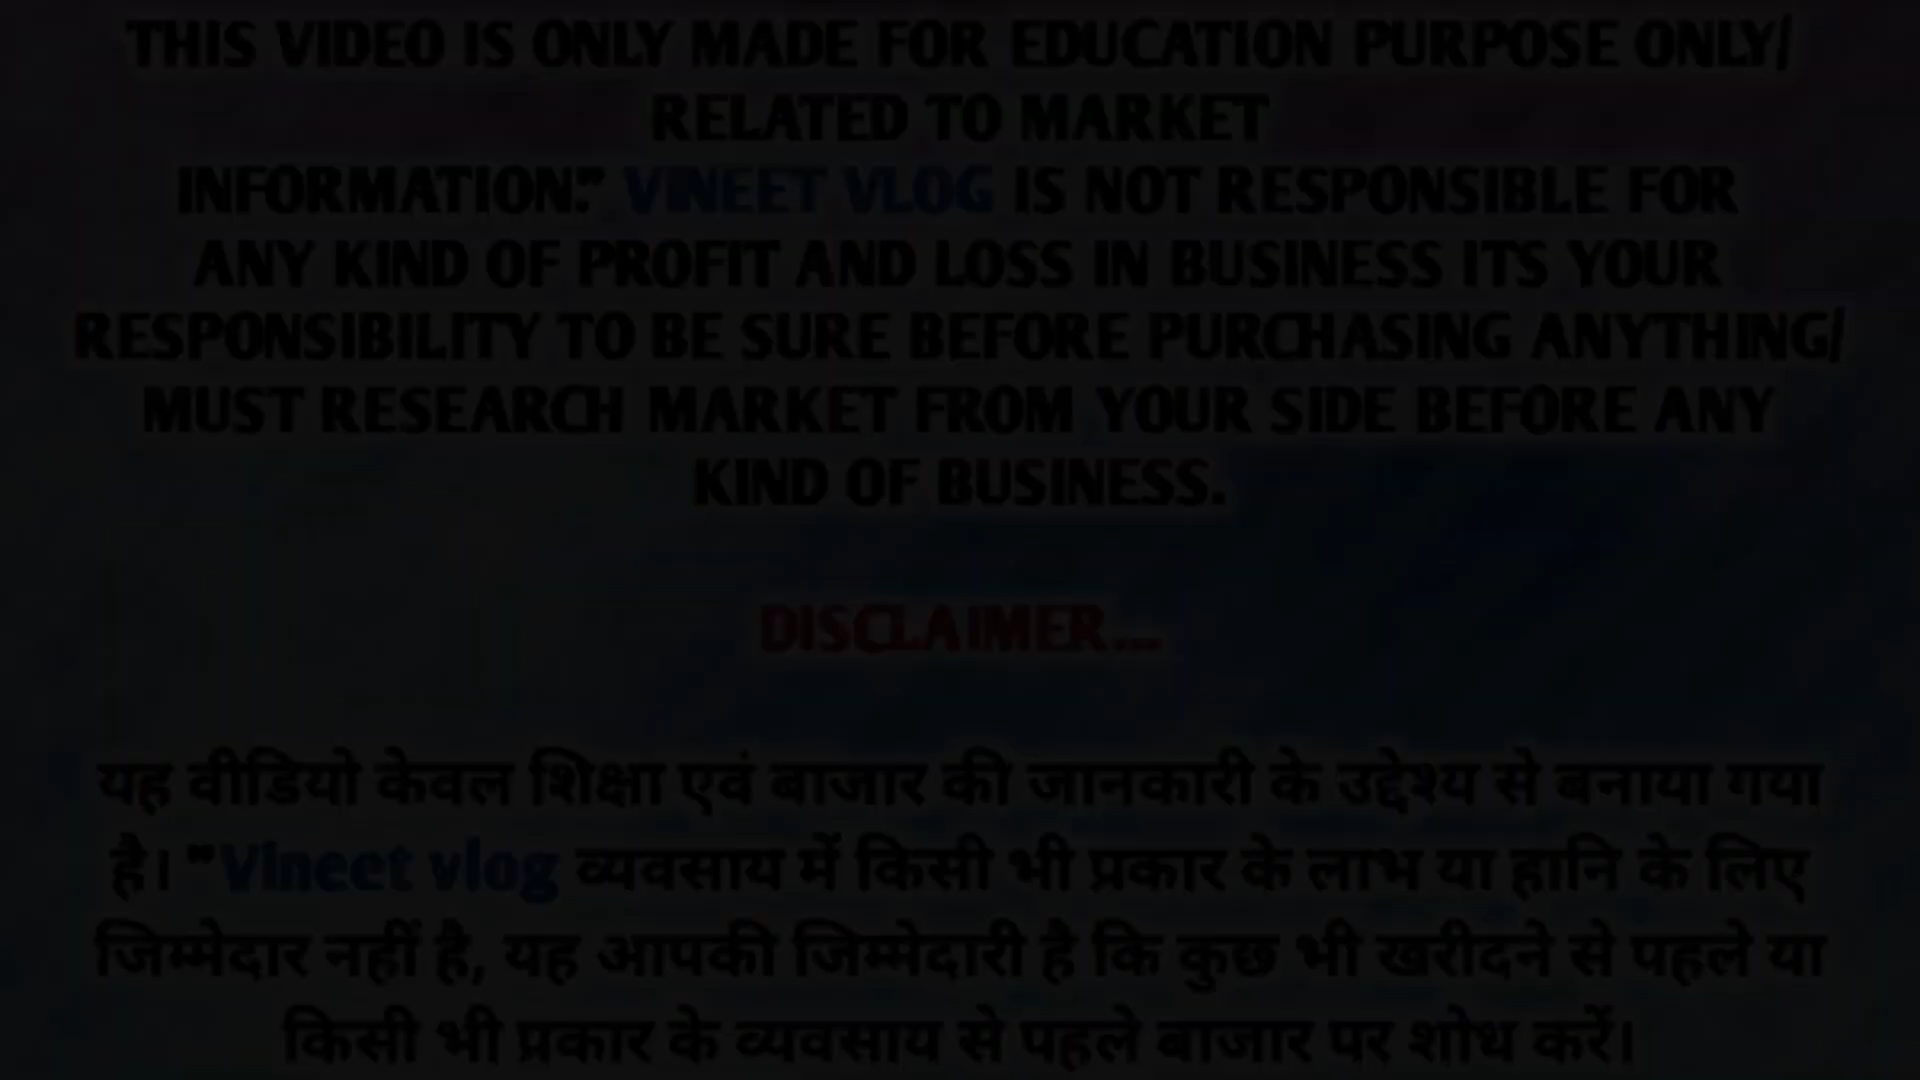 THIS VIDEO IS ONLY MADE FOR EDUCATION PURPOSE ONLY/
RELATED TO MARKET
INFORMATION." VINEET VLOG IS NOT RESPONSIBLE FOR
ANY KIND OF PROFIT AND LOSS IN BUSINESS ITS YOUR
RESPONSIBILITY TO BE SURE BEFORE PURCHASING ANYTHING/
MUST RESEARCH MARKET FROM YOUR SIDE BEFORE ANY
KIND OF BUSINESS.
DISCLAIMER...
यह वीडियो केवल शिक्षा एवं बाजार की जानकारी के उद्देश्य से बनाया गया
है। "Vineet vlog व्यवसाय में किसी भी प्रकार के लाभ या हानि के लिए
जिम्मेदार नहीं है, यह आपकी जिम्मेदारी है कि कुछ भी खरीदने से पहले या
किसी भी प्रकार के व्यवसाय से पहले बाजार पर शोध करें।